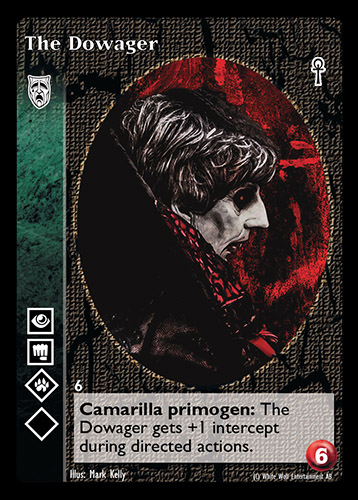 The Dowager
6
Camarilla primogen: The
Dowager gets +1 intercept
during directed actions.
6
Illus: Mark Kelly
(C) White Wolf Entertainment AB